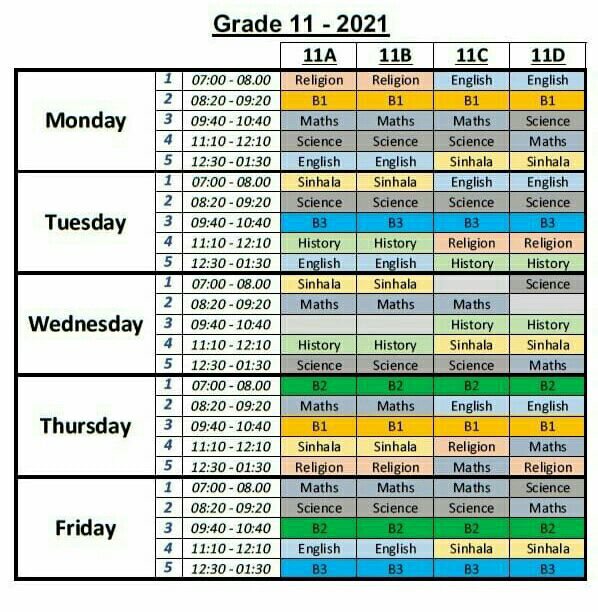 Grade 11 - 2021
11A 11B 11C 11D
Monday
1 07:00 - 08.00 Religion Religion English English
2 08:20 - 09:20 B1 B1 B1 B1
3 09:40 - 10:40 Maths Maths Maths Science
4 11:10 - 12:10 Science Science Science Maths
5 12:30 - 01:30 English English Sinhala Sinhala
Tuesday
1 07:00 - 08.00 Sinhala Sinhala English English
2 08:20 - 09:20 Science Science Science Science
3 09:40 - 10:40 B3 B3 B3 B3
4 11:10 - 12:10 History History Religion Religion
5 12:30 - 01:30 English English History History
Wednesday
1 07:00 - 08.00 Sinhala Sinhala Science
2 08:20 - 09:20 Maths Maths Maths
3 09:40 - 10:40 History History
4 11:10 - 12:10 History History Sinhala Sinhala
5 12:30 - 01:30 Science Science Science Maths
Thursday
1 07:00 - 08.00 B2 B2 B2 B2
2 08:20 - 09:20 Maths Maths English English
3 09:40 - 10:40 B1 B1 B1 B1
4 11:10 - 12:10 Sinhala Sinhala Religion Maths
5 12:30 - 01:30 Religion Religion Maths Religion
Friday
1 07:00 - 08.00 Maths Maths Maths Science
2 08:20 - 09:20 Science Science Science Maths
3 09:40 - 10:40 B2 B2 B2 B2
4 11:10 - 12:10 English English Sinhala Sinhala
5 12:30 - 01:30 B3 B3 B3 B3